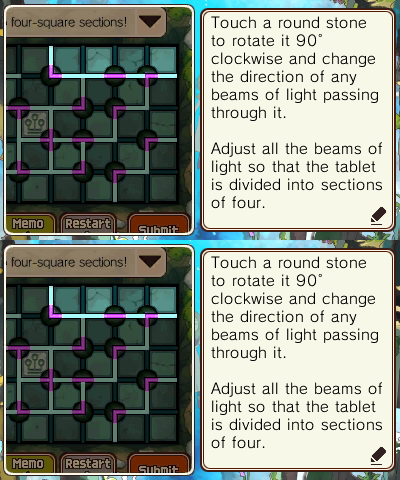 four-square sections!
Touch a round stone
to rotate it 90°
clockwise and change
the direction of any
beams of light passing
through it.
Adjust all the beams of
light so that the tablet
is divided into sections
of four.
Memo
Restart
Submit
four-square sections!
Touch a round stone
to rotate it 90°
clockwise and change
the direction of any
beams of light passing
through it.
Adjust all the beams of
light so that the tablet
is divided into sections
of four.
Memo
Restart
Submit